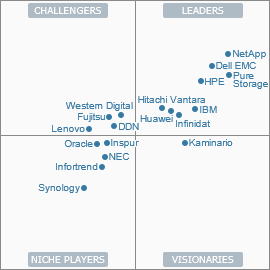 CHALLENGERS
LEADERS
NetApp
Dell EMC
Pure
Storage
HPE
Hitachi Vantara
Western Digital
IBM
Fujitsu
Huawei
Infinidat
DDN
Lenovo
Oracle
Inspur
Kaminario
NEC
Infortrend
Synology
NICHE PLAYERS
VISIONARIES